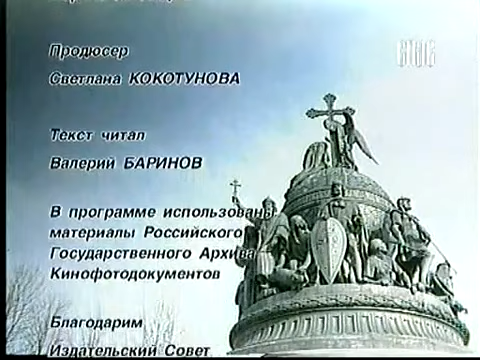 Продюсер
Светлана КОКОТУНОВА
Текст читал
Валерий БАРИНОВ
В программе использованы
материалы Российского
Государственного Архива
Кинофотодокументов
Благодарим
Издательский Совет